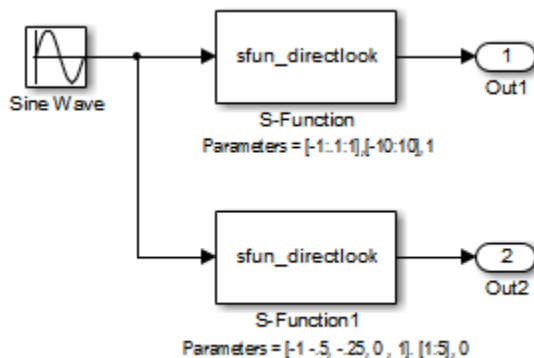 sfun_directlook
1
Sine Wave
Out1
S-Function
Parameters = [-1:.1:1],[-10:10], 1
sfun_directlook
2
Out2
S-Function1
Parameters = [-1 -.5, -.25, 0 , 1]. [1:5], 0